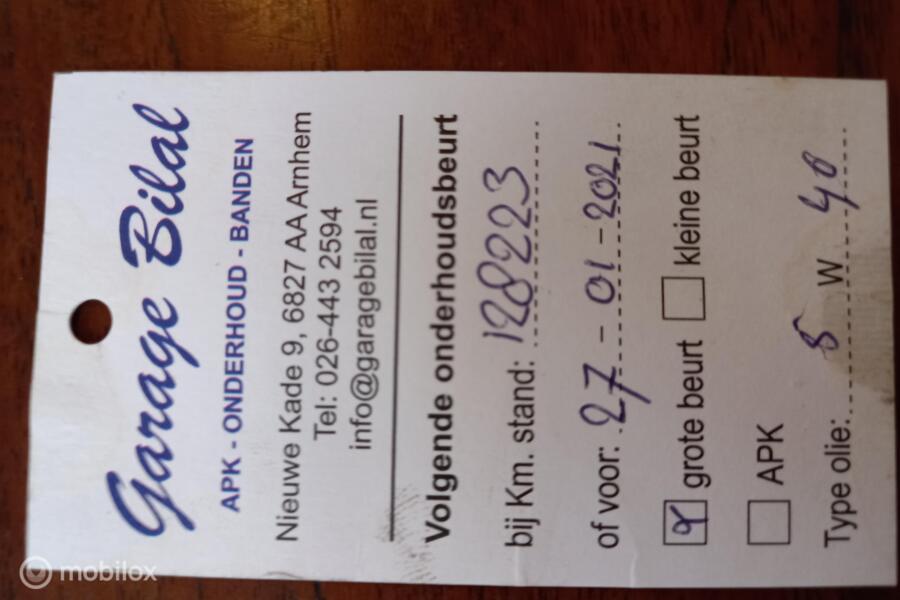 Garage Bilal
APK - ONDERHOUD - BANDEN
Nieuwe Kade 9, 6827 AA Arnhem
Tel: 026-443 2594
info@garagebilal.nl
Volgende onderhoudsbeurt
bij Km. stand: 128223
of voor: 27-01-2021
grote beurt kleine beurt
APK
Type olie: 5 W 40
mobilox